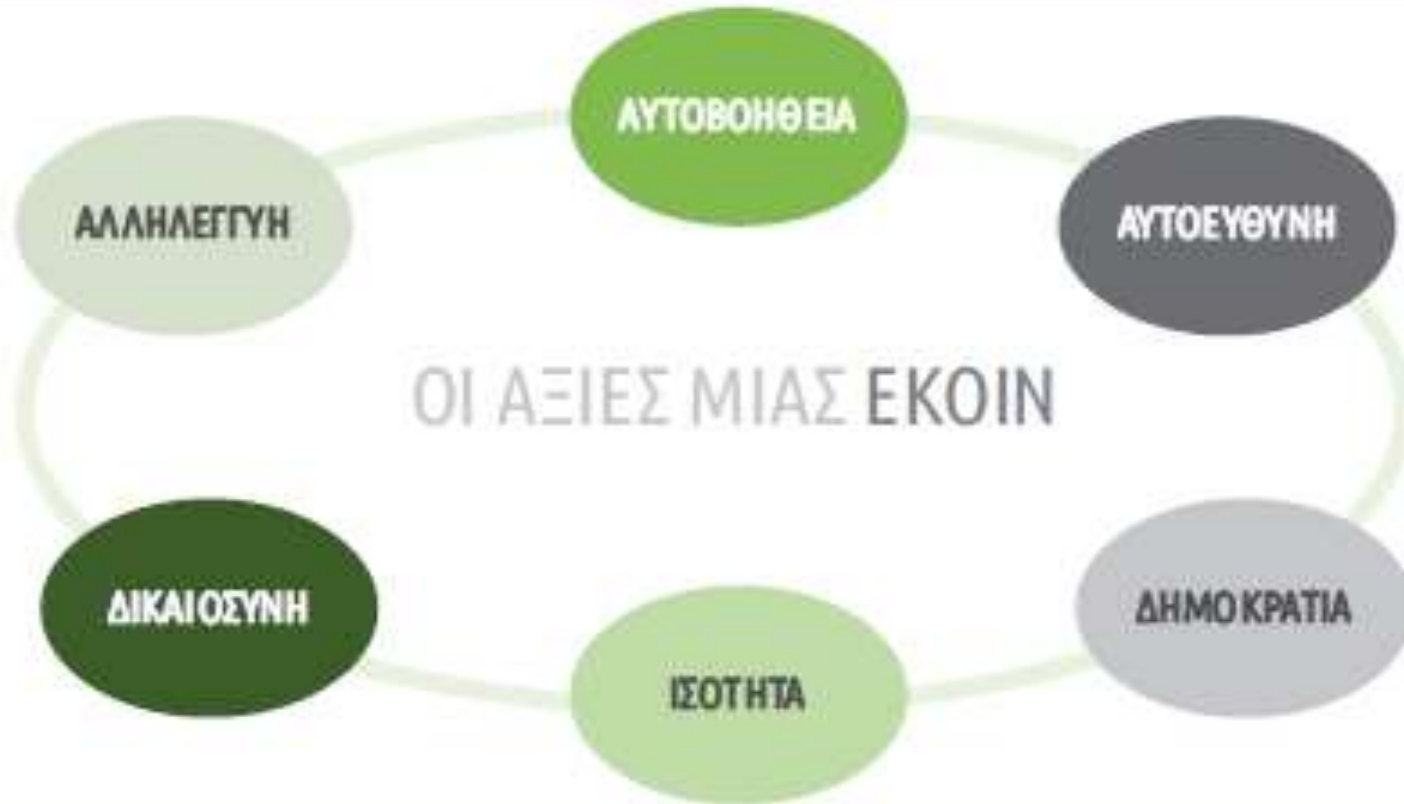 ΑΥΤΟΒΟΗΘΕΙΑ
ΑΥΤΟΕΥΘΥΝΗ
ΔΗΜΟΚΡΑΤΙΑ
ΙΣΟΤΗΤΑ
ΔΙΚΑΙΟΣΥΝΗ
ΑΛΛΗΛΕΓΓΥΗ
ΟΙ ΑΞΙΕΣ ΜΙΑΣ ΕΚΟΙΝ